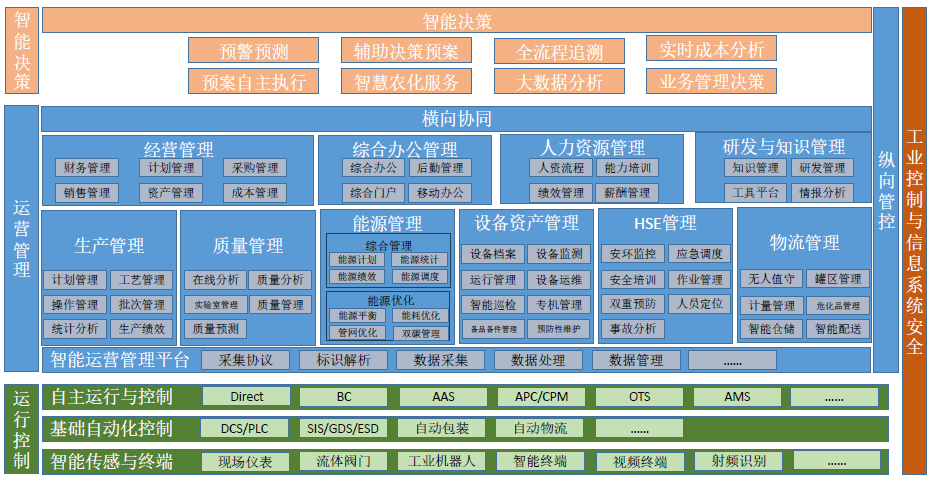 智能决策
智能决策
预警预测
辅助决策预案
全流程追溯
实时成本分析
预案自主执行
智慧农化服务
大数据分析
业务管理决策
纵向管控
工业控制与信息系统安全
运营管理
横向协同
经营管理
财务管理
计划管理
采购管理
销售管理
资产管理
成本管理
综合办公管理
综合办公
后勤管理
综合门户
移动办公
人力资源管理
人资流程
能力培训
绩效管理
薪酬管理
研发与知识管理
知识管理
研发管理
工具平台
情报分析
生产管理
计划管理
工艺管理
操作管理
批次管理
统计分析
生产绩效
质量管理
在线分析
质量分析
实验室管理
质量管理
质量预测
能源管理
综合管理
能源计划
能源统计
能源绩效
能源调度
能源优化
能源平衡
能耗优化
管网优化
双碳管理
设备资产管理
设备档案
设备监测
运行管理
设备运维
智能巡检
专机管理
备品备件管理
预防性维护
HSE管理
安环监控
应急调度
安全培训
作业管理
双重预防
人员定位
事故分析
物流管理
无人值守
罐区管理
计量管理
危化品管理
智能仓储
智能配送
智能运营管理平台
采集协议
标识解析
数据采集
数据处理
数据管理
......
运行控制
自主运行与控制
Direct
BC
AAS
APC/CPM
OTS
AMS
......
基础自动化控制
DCS/PLC
SIS/GDS/ESD
自动包装
自动物流
......
智能传感与终端
现场仪表
流体阀门
工业机器人
智能终端
视频终端
射频识别
......